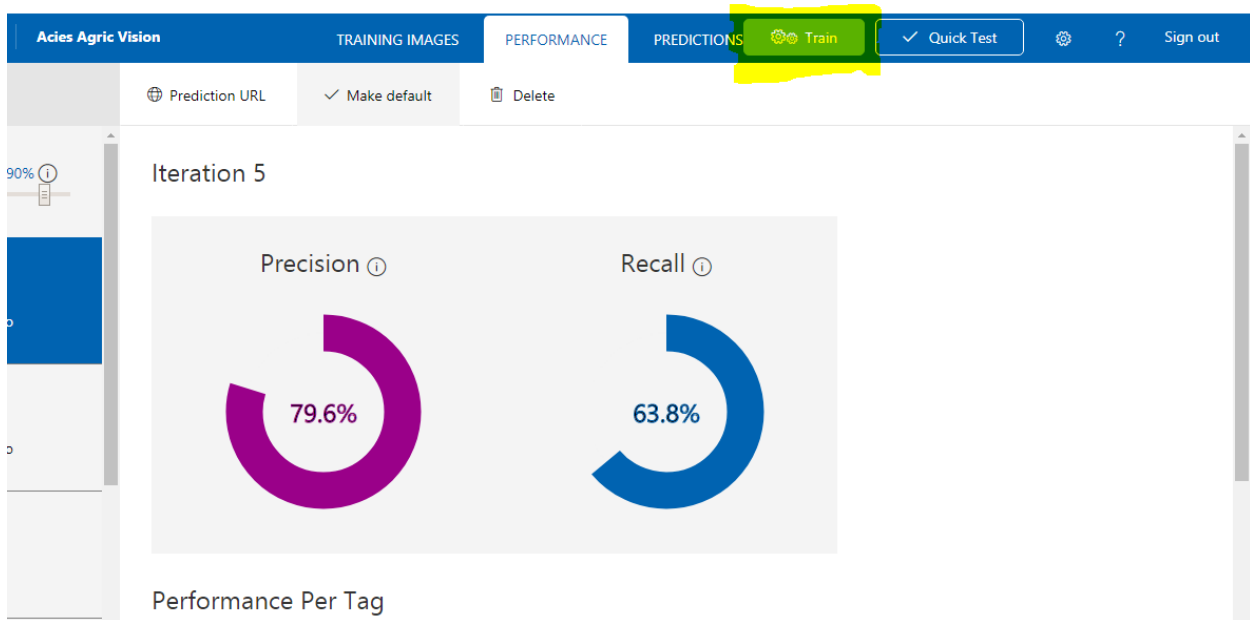 Acies Agric Vision
TRAINING IMAGES
PERFORMANCE
PREDICTIONS
Train
Quick Test
?
Sign out
Prediction URL
Make default
Delete
90%
Iteration 5
Precision
Recall
79.6%
63.8%
Performance Per Tag